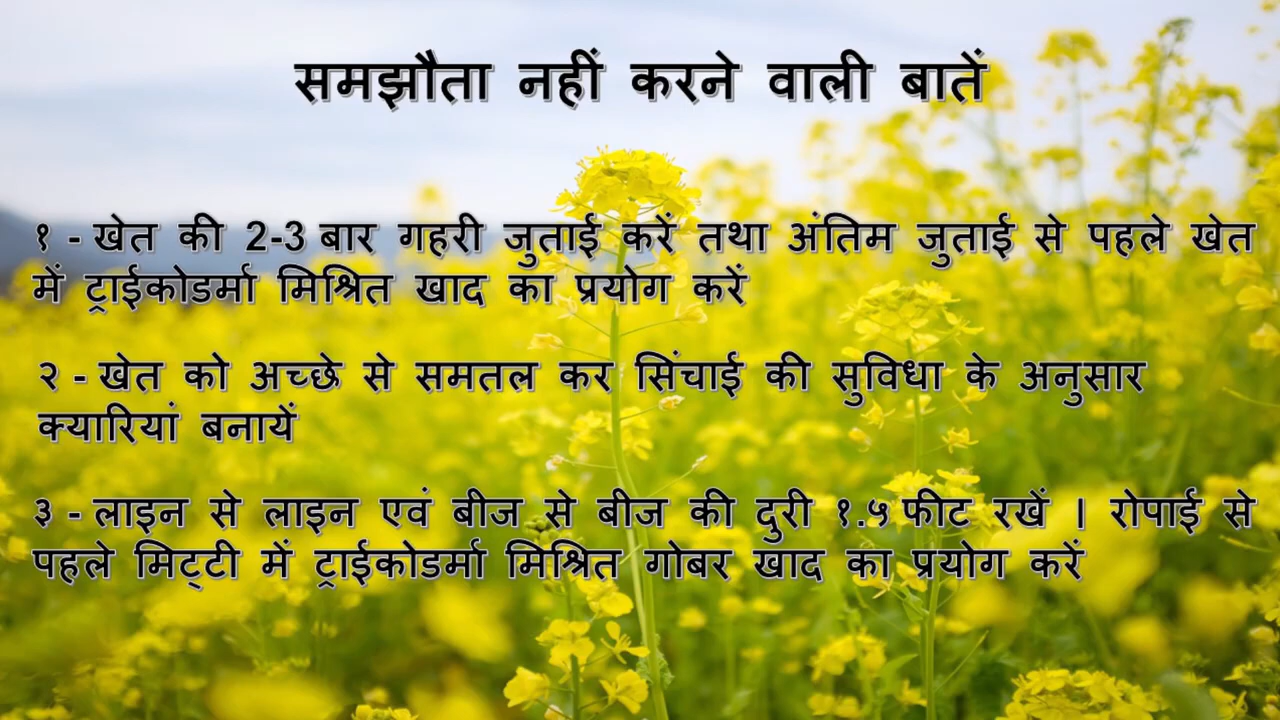 समझौता नहीं करने वाली बातें
१ - खेत की 2-3 बार गहरी जुताई करें तथा अंतिम जुताई से पहले खेत
में ट्राईकोडर्मा मिश्रित खाद का प्रयोग करें
२ - खेत को अच्छे से समतल कर सिंचाई की सुविधा के अनुसार
क्यारियां बनायें
३ - लाइन से लाइन एवं बीज से बीज की दुरी १.५ फीट रखें । रोपाई से
पहले मिट्टी में ट्राईकोडर्मा मिश्रित गोबर खाद का प्रयोग करें